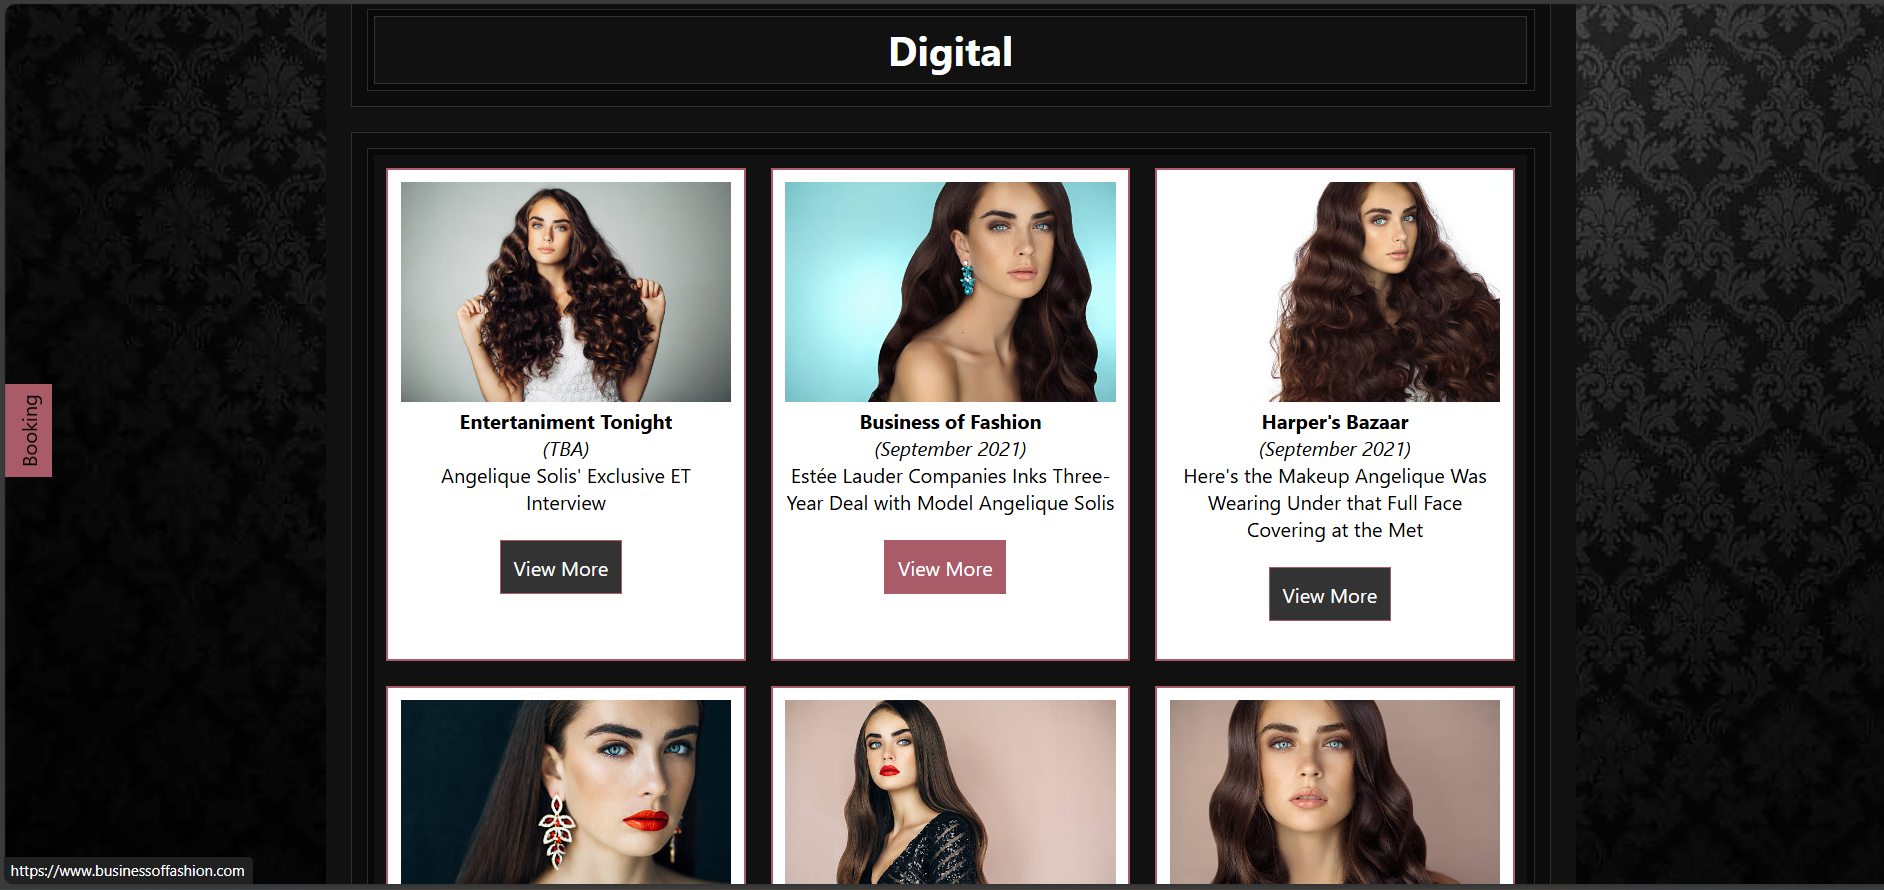 Digital
Entertaniment Tonight
(TBA)
Angelique Solis' Exclusive ET
Interview
View More
Business of Fashion
(September 2021)
Estée Lauder Companies Inks Three-
Year Deal with Model Angelique Solis
View More
Harper's Bazaar
(September 2021)
Here's the Makeup Angelique Was
Wearing Under that Full Face
Covering at the Met
View More
Booking
https://www.businessoffashion.com